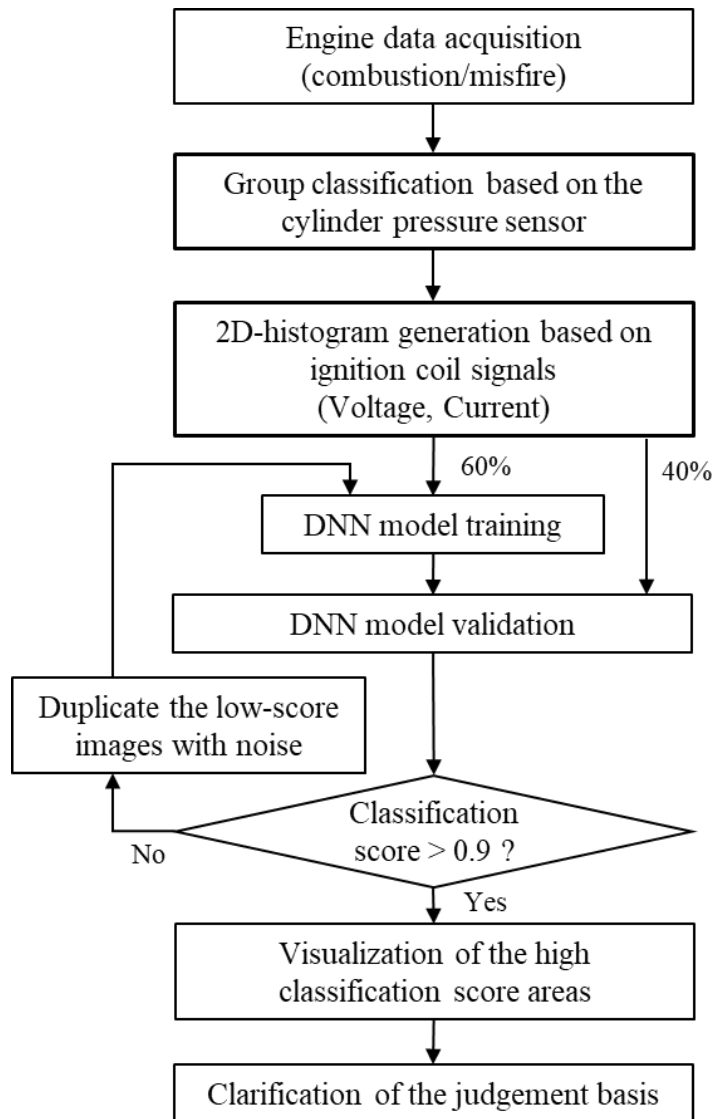 Engine data acquisition
(combustion/misfire)
Group classification based on the
cylinder pressure sensor
2D-histogram generation based on
ignition coil signals
(Voltage, Current)
60%
40%
DNN model training
DNN model validation
Duplicate the low-score
images with noise
Classification
score > 0.9 ?
No
Yes
Visualization of the high
classification score areas
Clarification of the judgement basis